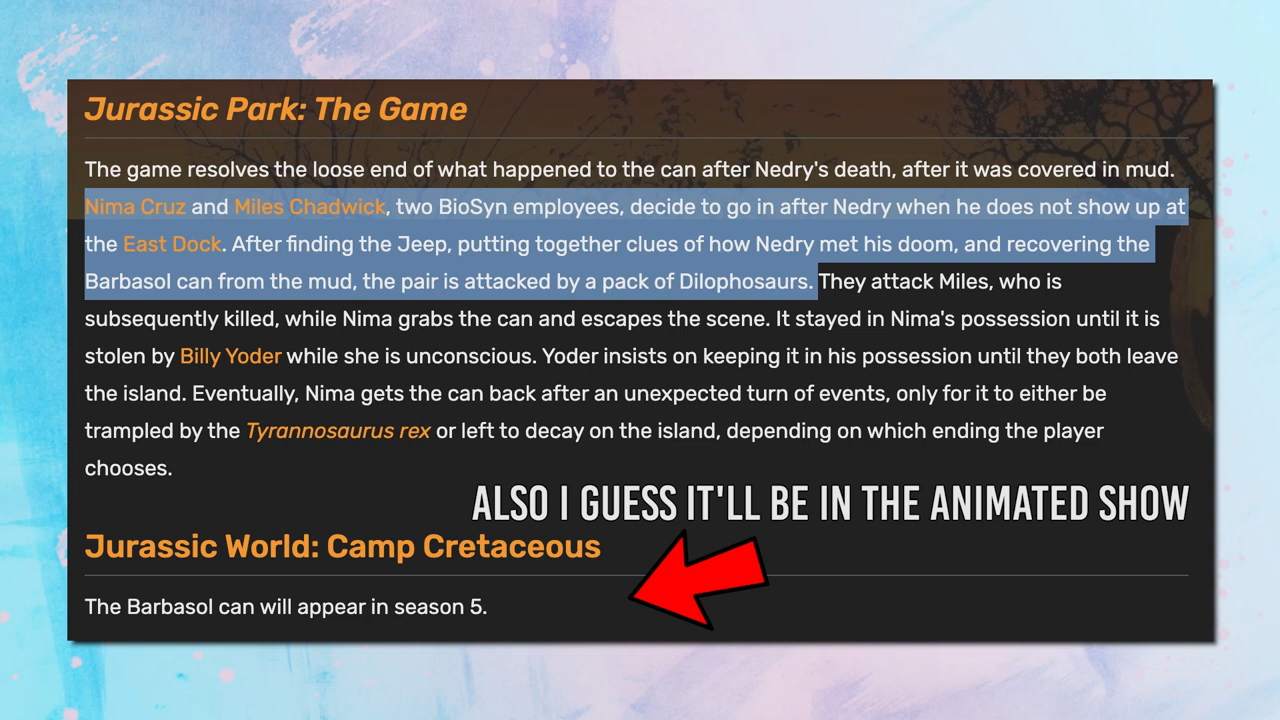 Jurassic Park: The Game
The game resolves the loose end of what happened to the can after Nedry's death, after it was covered in mud.
Nima Cruz and Miles Chadwick, two BioSyn employees, decide to go in after Nedry when he does not show up at
the East Dock. After finding the Jeep, putting together clues of how Nedry met his doom, and recovering the
Barbasol can from the mud, the pair is attacked by a pack of Dilophosaurs. They attack Miles, who is
subsequently killed, while Nima grabs the can and escapes the scene. It stayed in Nima's possession until it is
stolen by Billy Yoder while she is unconscious. Yoder insists on keeping it in his possession until they both leave
the island. Eventually, Nima gets the can back after an unexpected turn of events, only for it to either be
trampled by the Tyrannosaurus rex or left to decay on the island, depending on which ending the player
chooses.
ALSO I GUESS IT'LL BE IN THE ANIMATED SHOW
Jurassic World: Camp Cretaceous
The Barbasol can will appear in season 5.